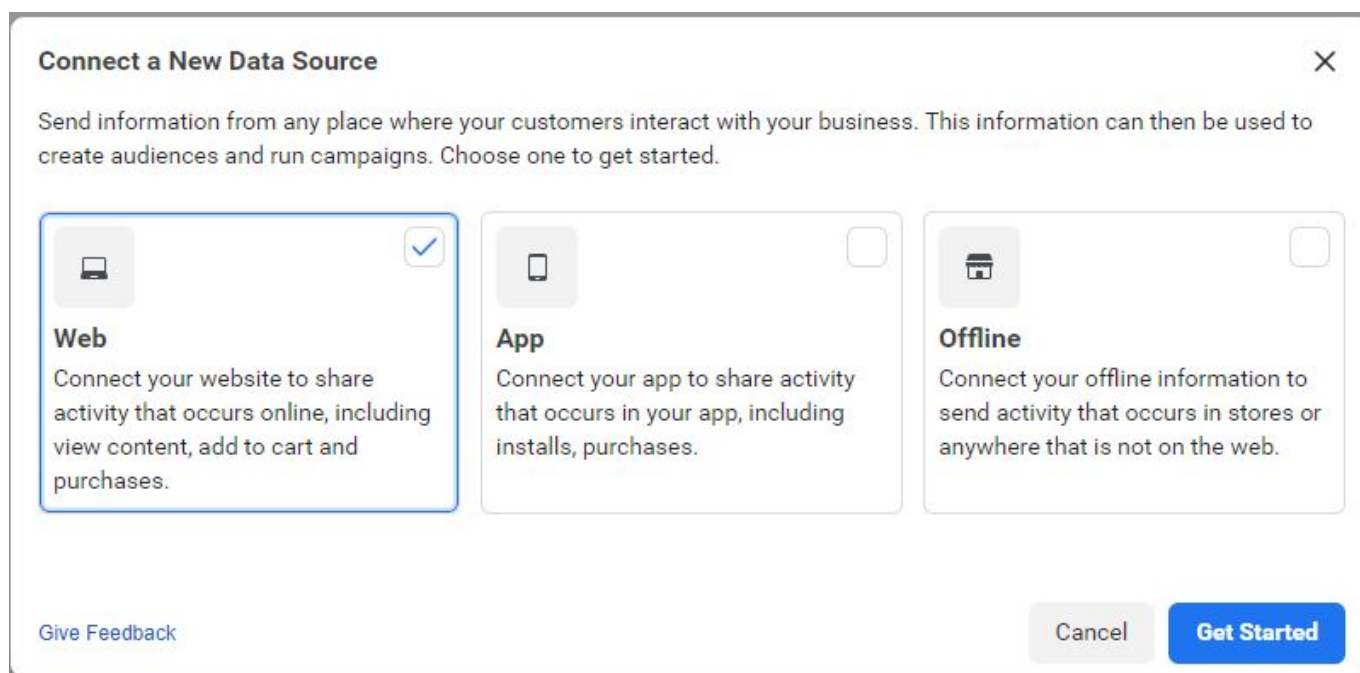 Connect a New Data Source
Send information from any place where your customers interact with your business. This information can then be used to
create audiences and run campaigns. Choose one to get started.
Web
Connect your website to share
activity that occurs online, including
view content, add to cart and
purchases.
App
Connect your app to share activity
that occurs in your app, including
installs, purchases.
Offline
Connect your offline information to
send activity that occurs in stores or
anywhere that is not on the web.
Give Feedback
Cancel
Get Started